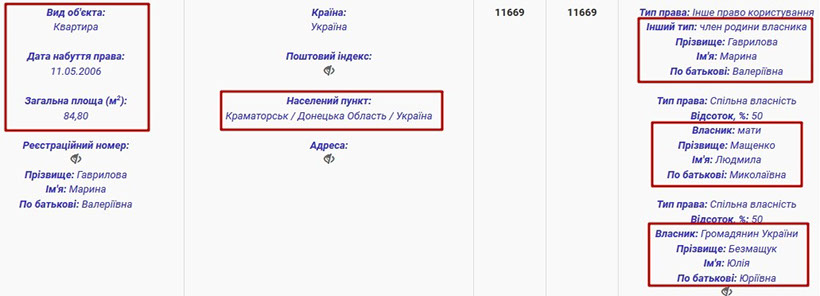 Вид об'єкта:
Квартира
Дата набуття права:
11.05.2006
Загальна площа (м²):
84,80
Реєстраційний номер:
Прізвище: Гаврилова
Ім'я: Марина
По батькові: Валеріївна
Країна:
Україна
Поштовий індекс:
Населений пункт:
Краматорськ / Донецька Область / Україна
Адреса:
11669
11669
Тип права: Інше право користування
Інший тип: член родини власника
Прізвище: Гаврилова
Ім'я: Марина
По батькові: Валеріївна
Тип права: Спільна власність
Відсоток, %: 50
Власник: мати
Прізвище: Мащенко
Ім'я: Людмила
По батькові: Миколаївна
Тип права: Спільна власність
Відсоток, %: 50
Власник: Громадянин України
Прізвище: Безмащук
Ім'я: Юлія
По батькові: Юріївна